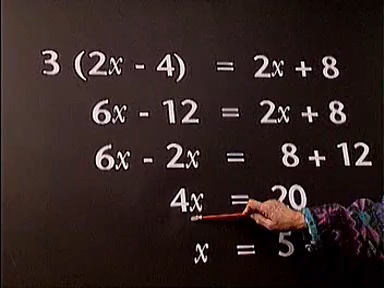 3 (2x - 4) = 2x + 8
6x - 12 = 2x + 8
6x - 2x = 8 + 12
4x = 20
x = 5